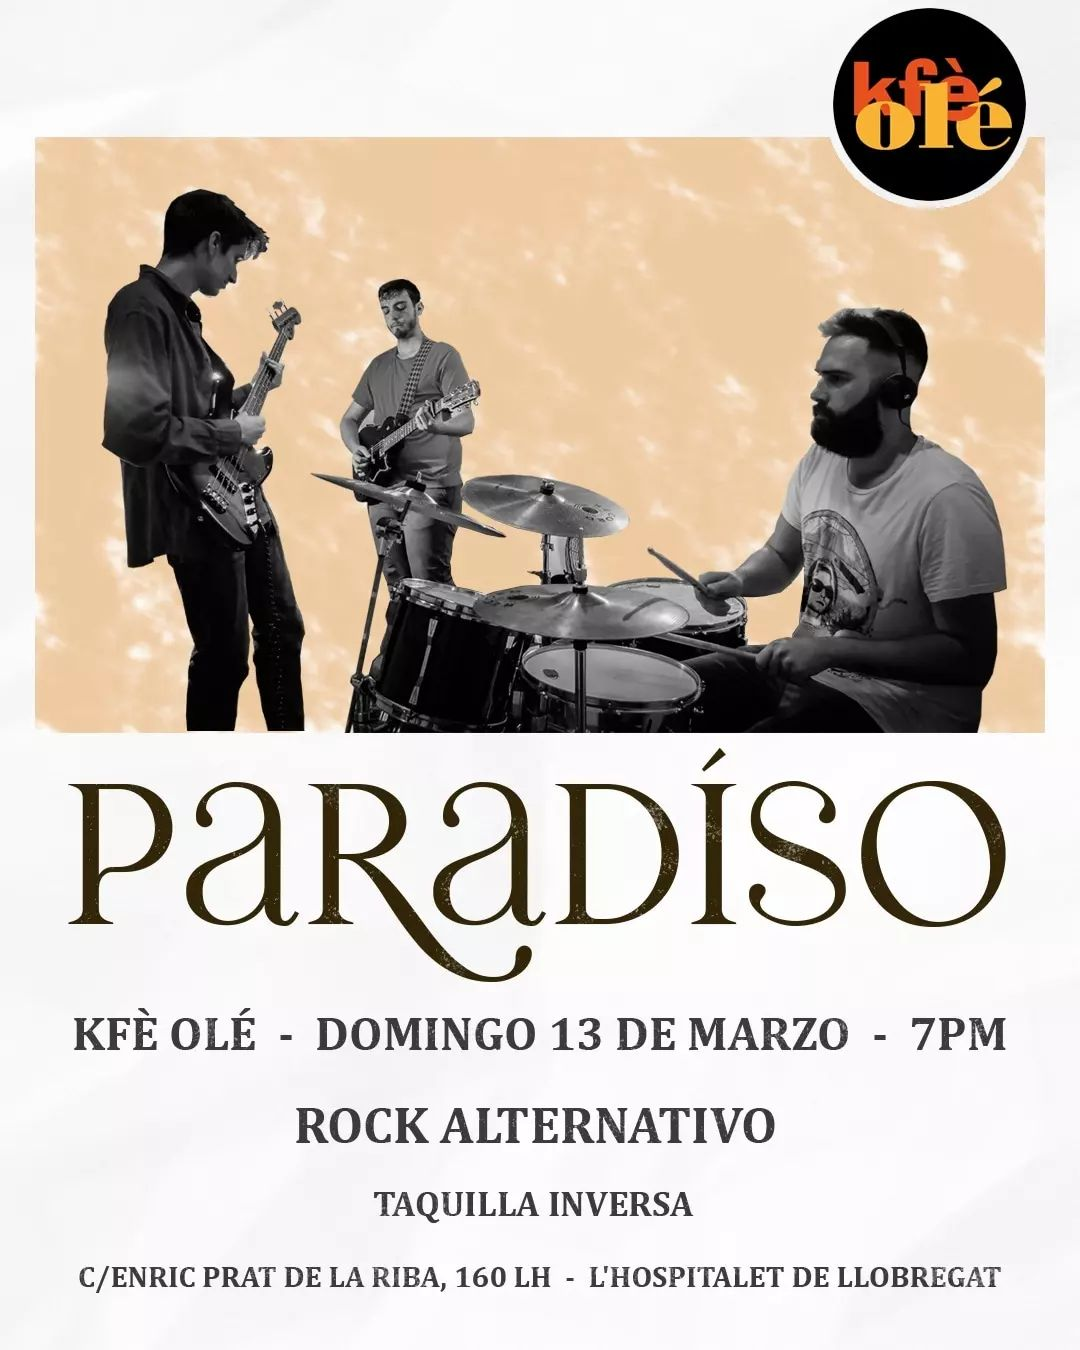 kfè
olé
PaRaDÍSO
KFÈ OLÉ - DOMINGO 13 DE MARZO - 7PM
ROCK ALTERNATIVO
TAQUILLA INVERSA
C/ENRIC PRAT DE LA RIBA, 160 LH - L'HOSPITALET DE LLOBREGAT